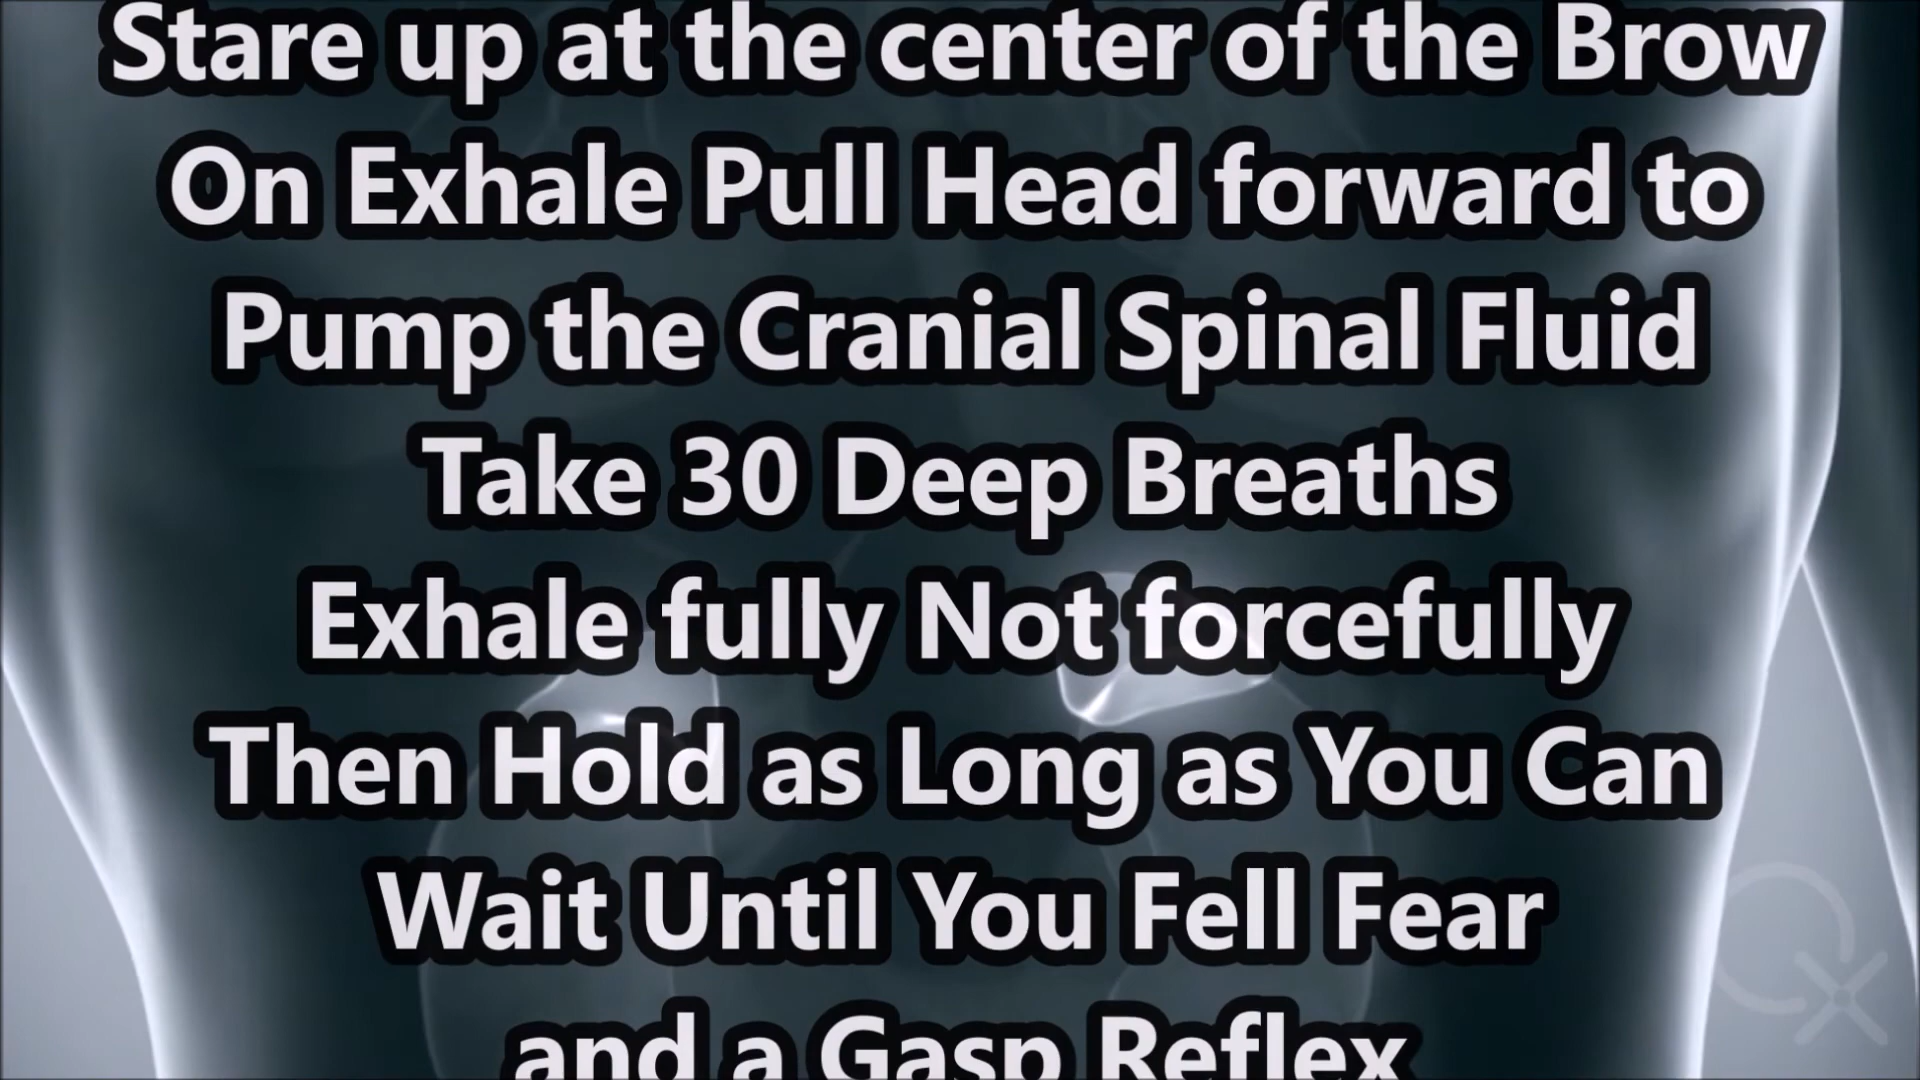 Stare up at the center of the Brow
On Exhale Pull Head forward to
Pump the Cranial Spinal Fluid
Take 30 Deep Breaths
Exhale fully Not forcefully
Then Hold as Long as You Can
Wait Until You Fell Fear
and a Gasp Reflex